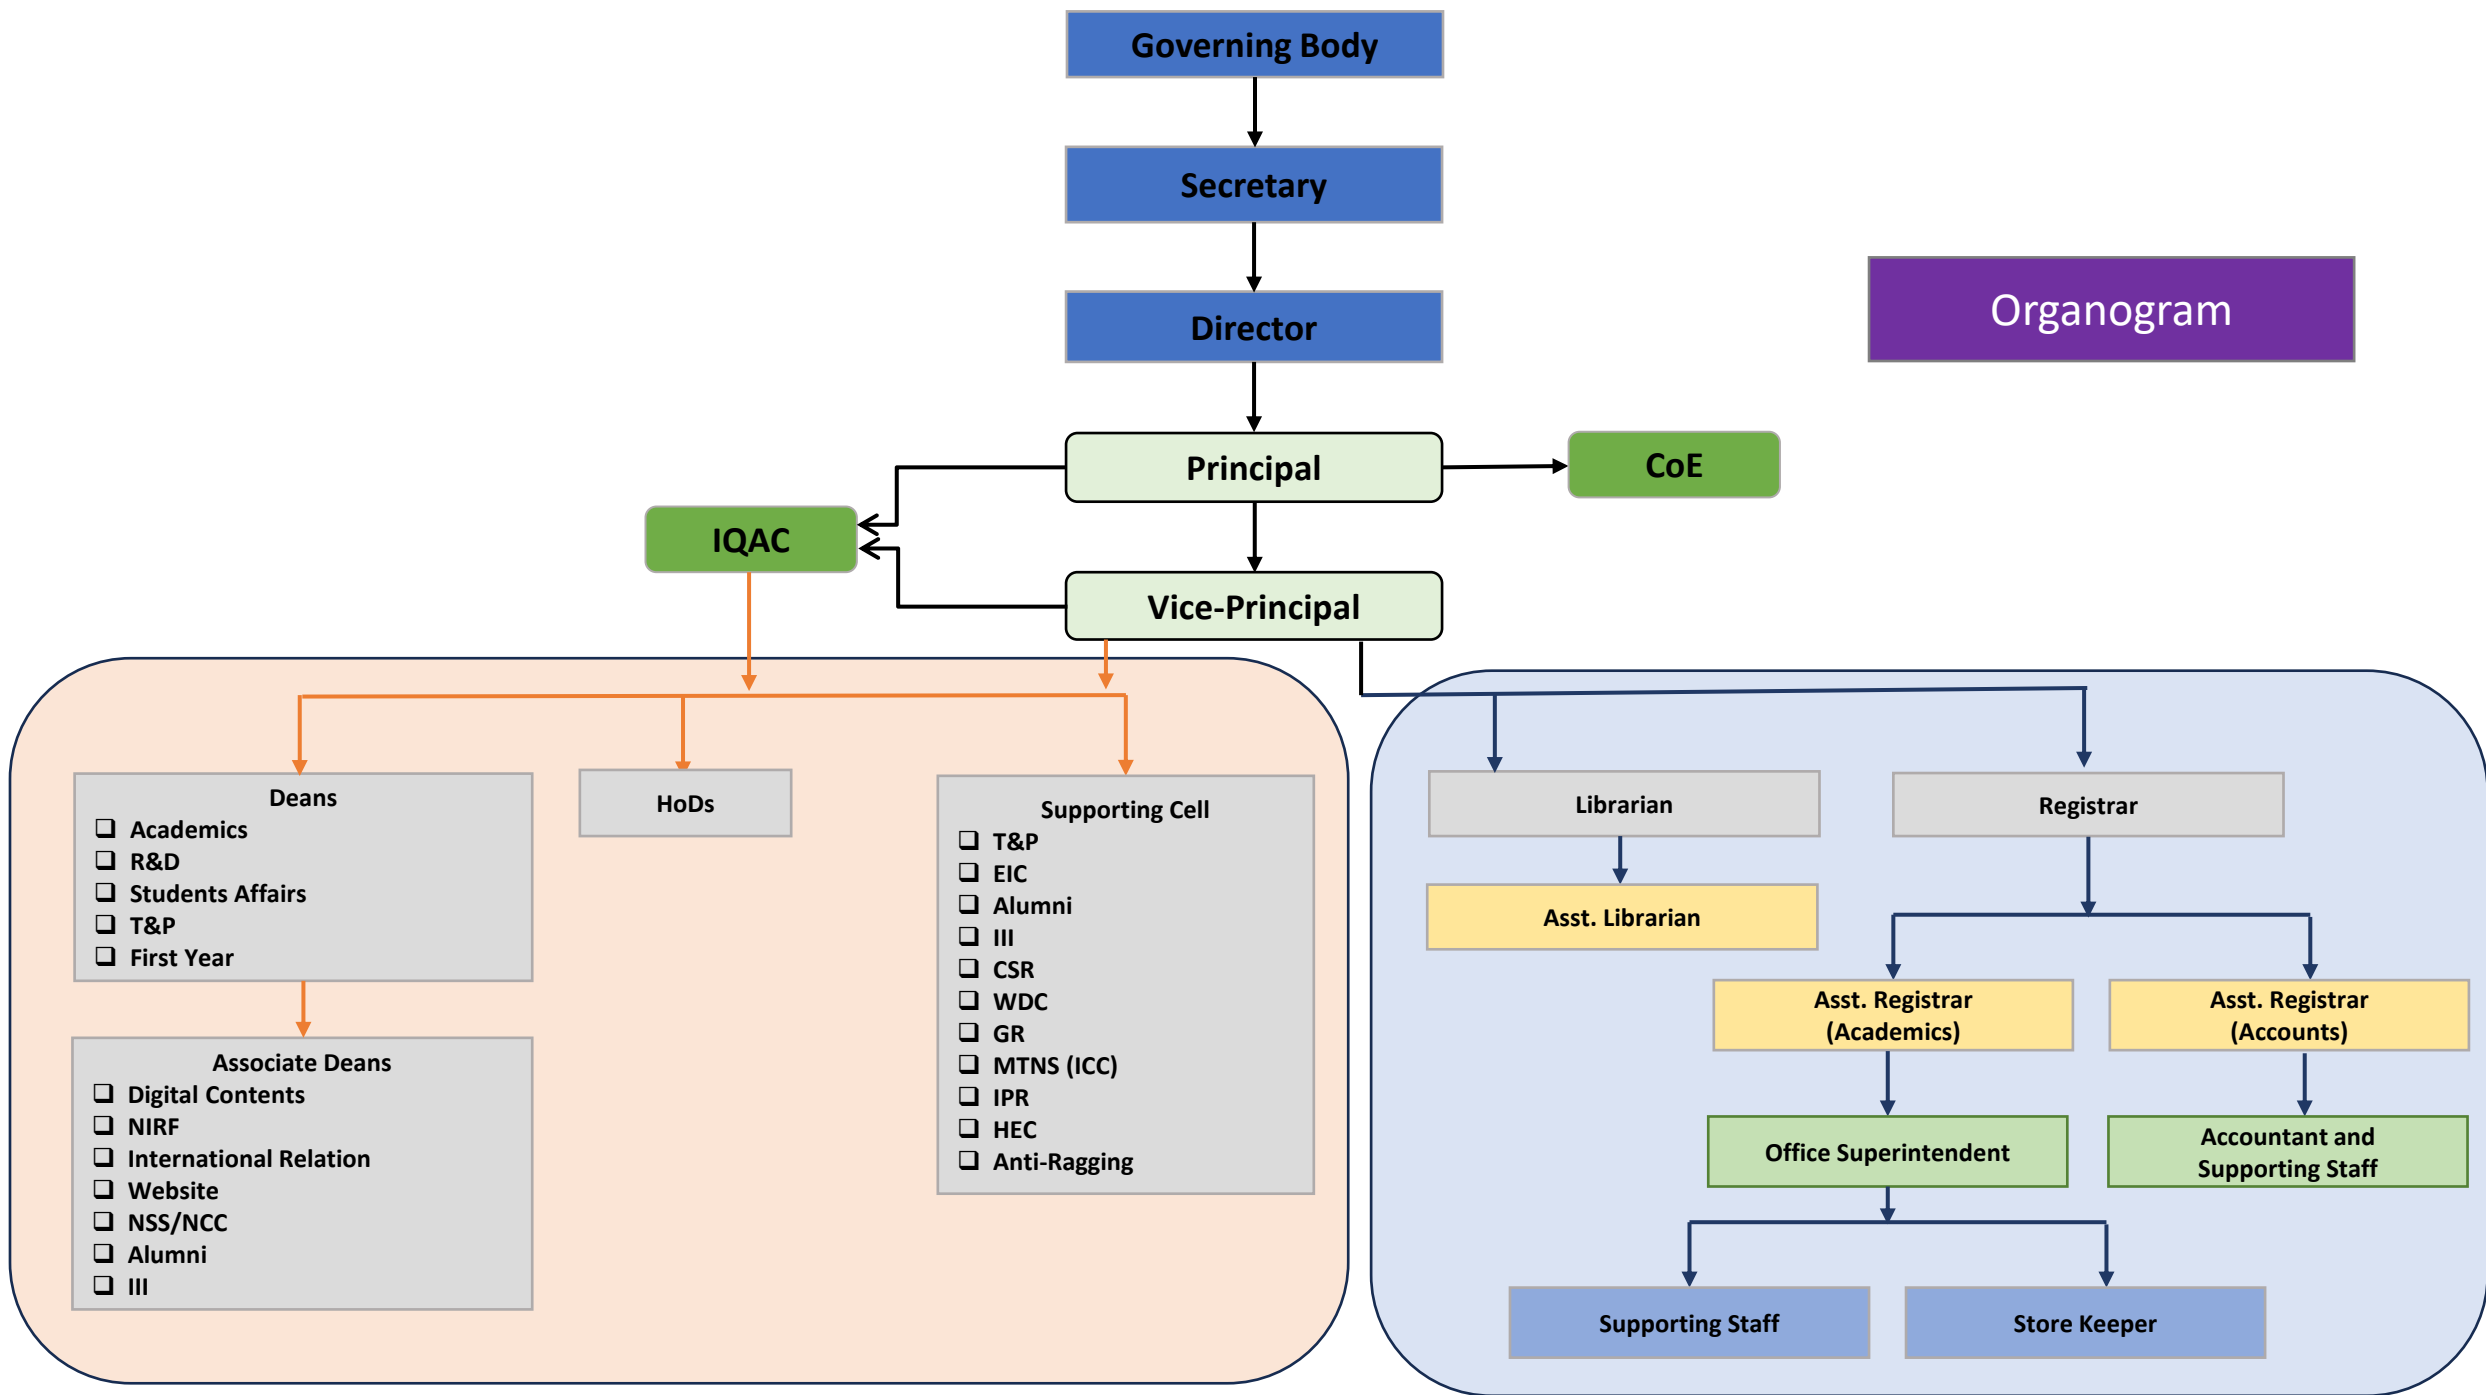 Governing Body
Secretary
Director
Organogram
Principal
CoE
IQAC
Vice-Principal
Deans
Academics
R&D
Students Affairs
T&P
First Year
Associate Deans
Digital Contents
NIRF
International Relation
Website
NSS/NCC
Alumni
III
HoDs
Supporting Cell
T&P
EIC
Alumni
III
CSR
WDC
GR
MTNS (ICC)
IPR
HEC
Anti-Ragging
Librarian
Registrar
Asst. Librarian
Asst. Registrar
(Academics)
Asst. Registrar
(Accounts)
Office Superintendent
Accountant and
Supporting Staff
Supporting Staff
Store Keeper